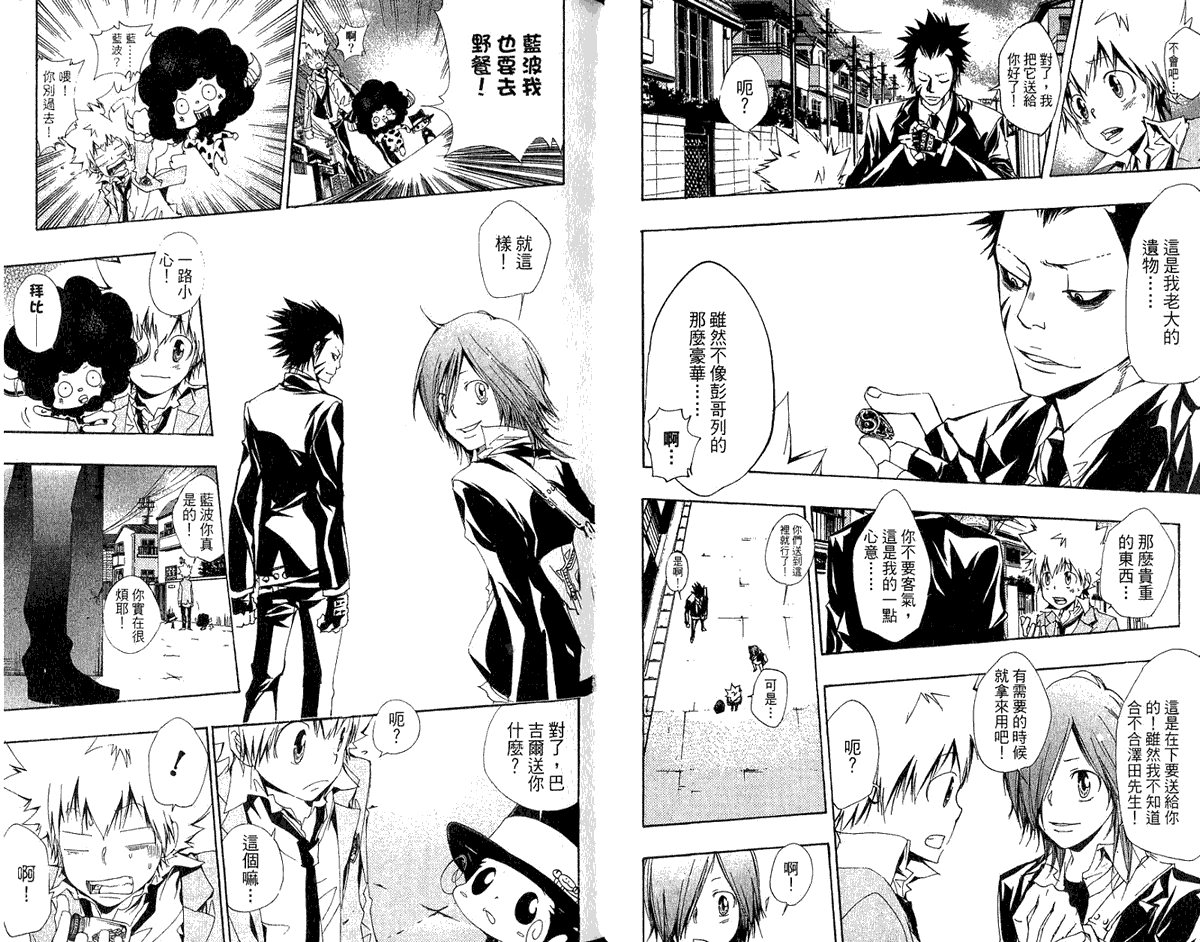 不會吧…
對了，我
把它送給
你好了！
呃？
這是我老大的
遺物……
雖然不像彭哥列的
那麼豪華……
啊…
那麼貴重
的東西…
你不要客氣，
這是我的一點
心意……
你們送到這
裡就行了！
是啊！
可是…
這是在下要送給你
的！雖然我不知道
合不合澤田先生！
有需要的時候
就拿來用吧！
呃？
啊！
藍波我
也要去
野餐！
啊？
藍……
藍波？
喂！
你別過去！
就這
樣！
一路小
心！
拜比——
藍波你真
是的！
你實在很
煩耶！
對了，巴
吉爾送你
什麼？
呃？
這個嘛…
！
啊！